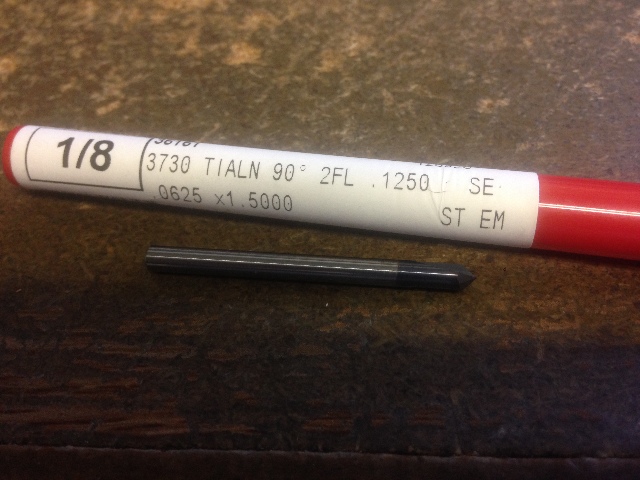 1/8
3730 TIALN 90° 2FL .1250 SE
.0625 x1.5000 ST EM